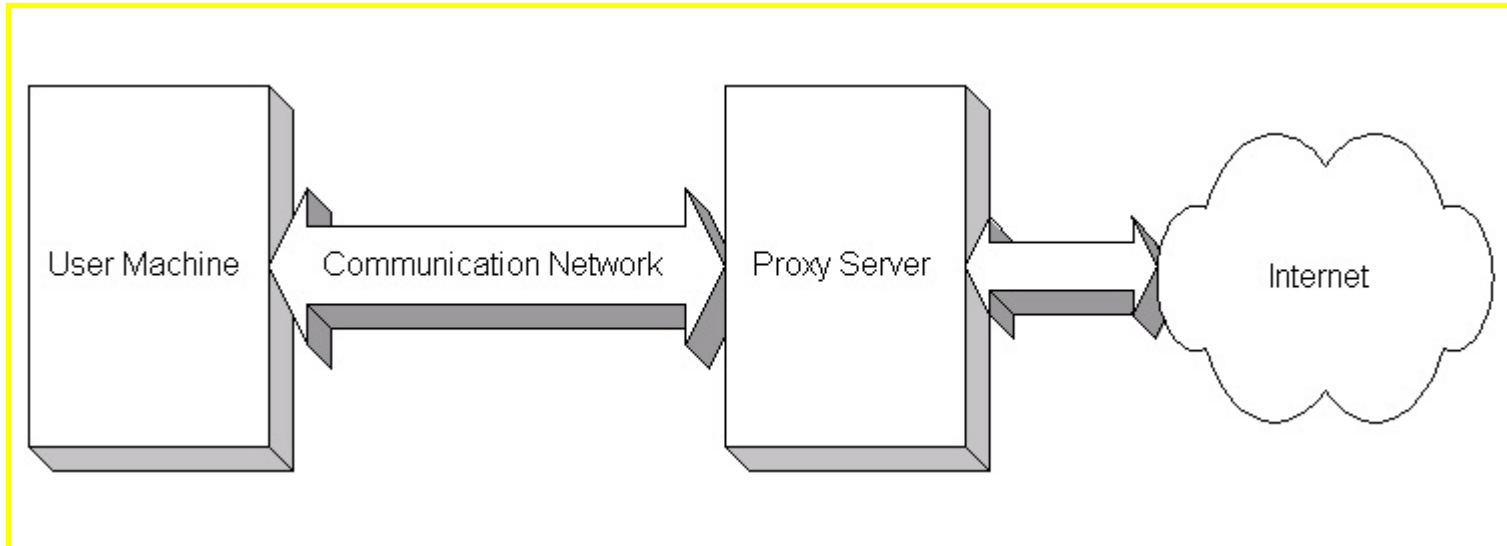 User Machine
Communication Network
Proxy Server
Internet